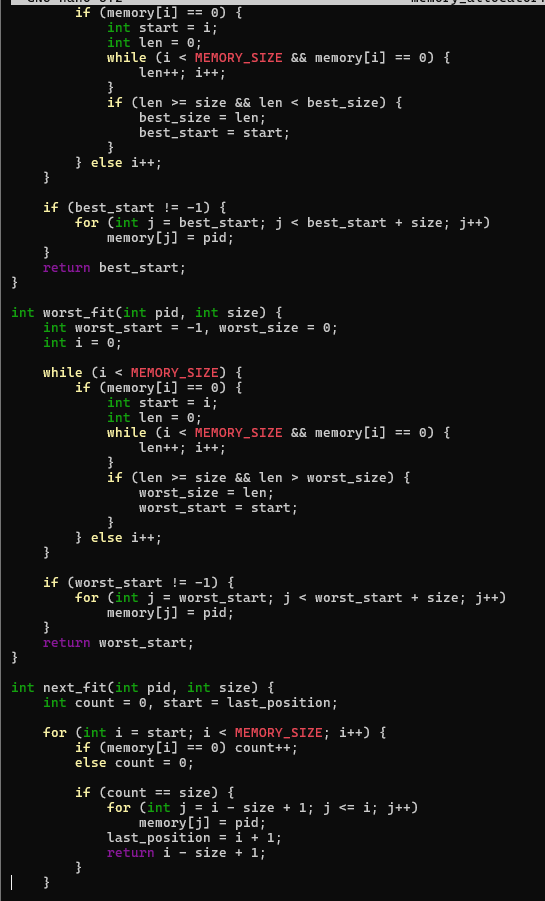 if (memory[i] == 0) {
            int start = i;
            int len = 0;
            while (i < MEMORY_SIZE && memory[i] == 0) {
                len++; i++;
            }
            if (len >= size && len < best_size) {
                best_size = len;
                best_start = start;
            }
        } else i++;
    }

    if (best_start != -1) {
        for (int j = best_start; j < best_start + size; j++)
            memory[j] = pid;
    }
    return best_start;
}

int worst_fit(int pid, int size) {
    int worst_start = -1, worst_size = 0;
    int i = 0;

    while (i < MEMORY_SIZE) {
        if (memory[i] == 0) {
            int start = i;
            int len = 0;
            while (i < MEMORY_SIZE && memory[i] == 0) {
                len++; i++;
            }
            if (len >= size && len > worst_size) {
                worst_size = len;
                worst_start = start;
            }
        } else i++;
    }

    if (worst_start != -1) {
        for (int j = worst_start; j < worst_start + size; j++)
            memory[j] = pid;
    }
    return worst_start;
}

int next_fit(int pid, int size) {
    int count = 0, start = last_position;

    for (int i = start; i < MEMORY_SIZE; i++) {
        if (memory[i] == 0) count++;
        else count = 0;

        if (count == size) {
            for (int j = i - size + 1; j <= i; j++)
                memory[j] = pid;
            last_position = i + 1;
            return i - size + 1;
        }
    }